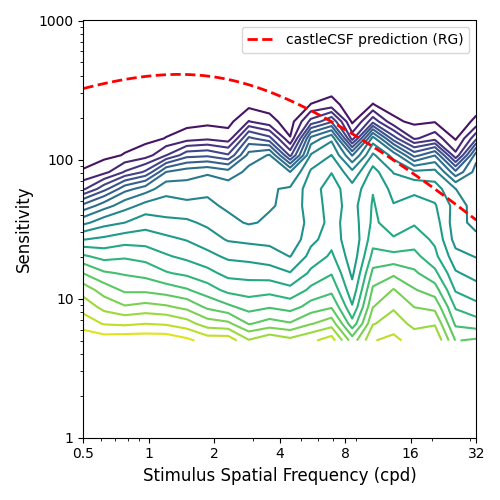 1000
castleCSF prediction (RG)
100
10
1
Sensitivity
0.5 1 2 4 8 16 32
Stimulus Spatial Frequency (cpd)